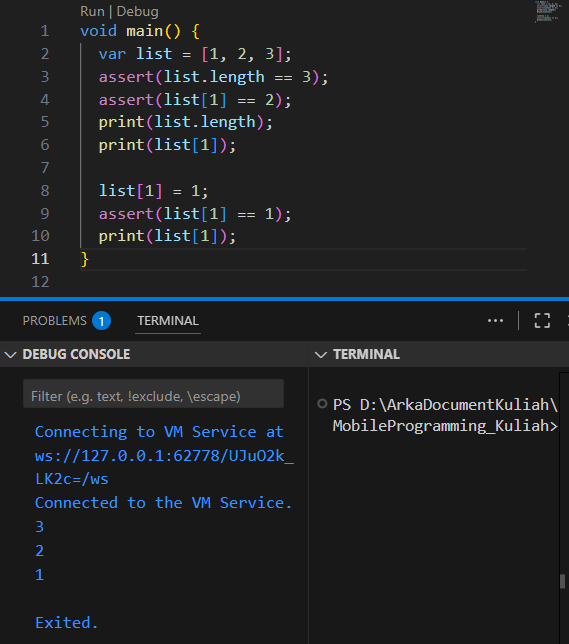 Run | Debug
1 void main() {
2   var list = [1, 2, 3];
3   assert(list.length == 3);
4   assert(list[1] == 2);
5   print(list.length);
6   print(list[1]);
7
8   list[1] = 1;
9   assert(list[1] == 1);
10   print(list[1]);
11 }
12
PROBLEMS 1 TERMINAL ...
DEBUG CONSOLE
Filter (e.g. text, !exclude, \escape)
Connecting to VM Service at
ws://127.0.0.1:62778/UJuO2k_
LK2c=/ws
Connected to the VM Service.
3
2
1
Exited.
TERMINAL
PS D:\ArkaDocumentKuliah\
MobileProgramming_Kuliah>